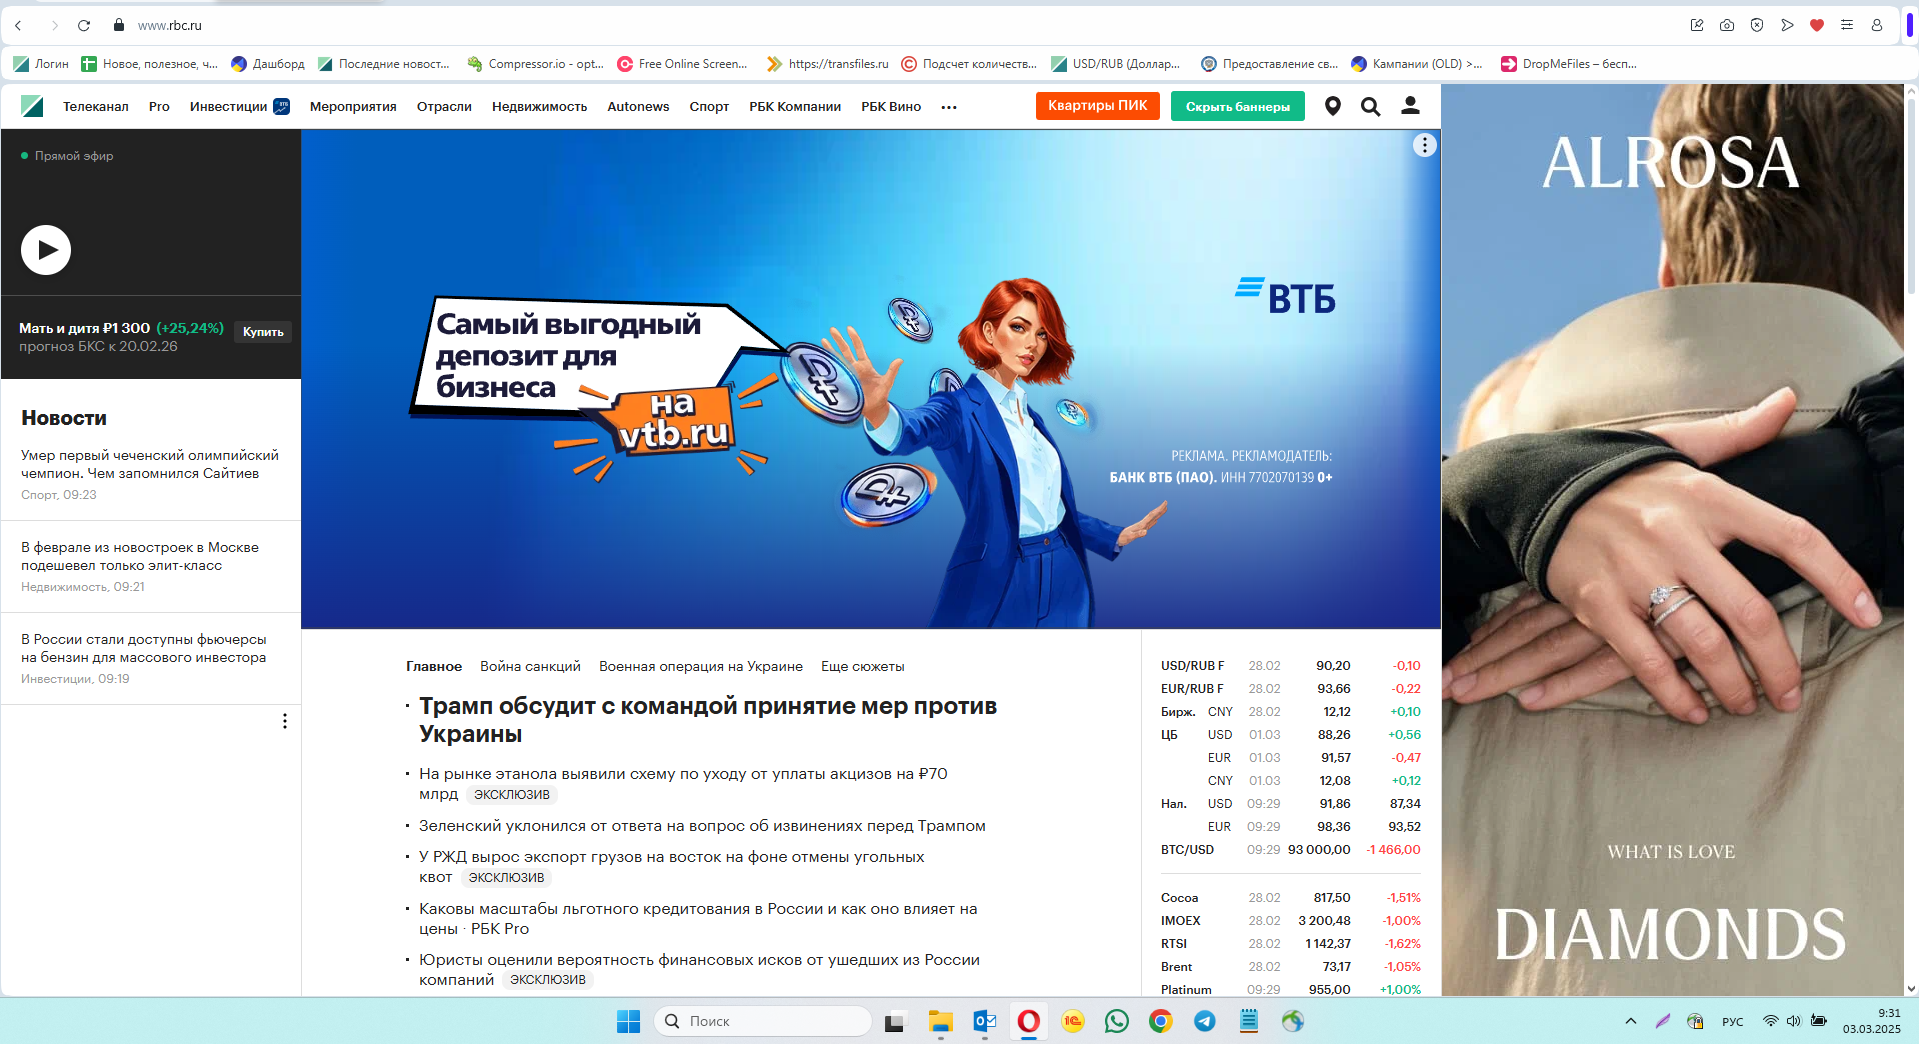 www.rbc.ru
Логин
Новое, полезное, ч...
Дашборд
Последние новост...
Compressor.io - opt...
Free Online Screen...
https://transfiles.ru
Подсчет количеств...
USD/RUB (Доллар...
Предоставление св...
Кампании (OLD) >...
DropMeFiles – бесп...
Телеканал
Pro
Инвестиции
Мероприятия
Отрасли
Недвижимость
Autonews
Спорт
РБК Компании
РБК Вино
Квартиры ПИК
Скрыть баннеры
Прямой эфир
Мать и дитя ₽1 300 (+25,24%)
прогноз БКС к 20.02.26
Купить
Новости
Умер первый чеченский олимпийский
чемпион. Чем запомнился Сайтиев
Спорт, 09:23
В феврале из новостроек в Москве
подешевел только элит-класс
Недвижимость, 09:21
В России стали доступны фьючерсы
на бензин для массового инвестора
Инвестиции, 09:19
Самый выгодный
депозит для
бизнеса
на
vtb.ru
ВТБ
РЕКЛАМА. РЕКЛАМОДАТЕЛЬ:
БАНК ВТБ (ПАО). ИНН 7702070139 0+
Главное
Война санкций
Военная операция на Украине
Еще сюжеты
Трамп обсудит с командой принятие мер против
Украины
На рынке этанола выявили схему по уходу от уплаты акцизов на ₽70
млрд ЭКСКЛЮЗИВ
Зеленский уклонился от ответа на вопрос об извинениях перед Трампом
У РЖД вырос экспорт грузов на восток на фоне отмены угольных
квот ЭКСКЛЮЗИВ
Каковы масштабы льготного кредитования в России и как оно влияет на
цены · РБК Pro
Юристы оценили вероятность финансовых исков от ушедших из России
компаний ЭКСКЛЮЗИВ
USD/RUB F 28.02 90,20 -0,10
EUR/RUB F 28.02 93,66 -0,22
Бирж. CNY 28.02 12,12 +0,10
ЦБ USD 01.03 88,26 +0,56
EUR 01.03 91,57 -0,47
CNY 01.03 12,08 +0,12
Нал. USD 09:29 91,86 87,34
EUR 09:29 98,36 93,52
BTC/USD 09:29 93 000,00 -1 466,00
Cocoa 28.02 817,50 -1,51%
IMOEX 28.02 3 200,48 -1,00%
RTSI 28.02 1 142,37 -1,62%
Brent 28.02 73,17 -1,05%
Platinum 09:29 955,00 +1,00%
ALROSA
WHAT IS LOVE
DIAMONDS
Поиск
РУС
9:31
03.03.2025